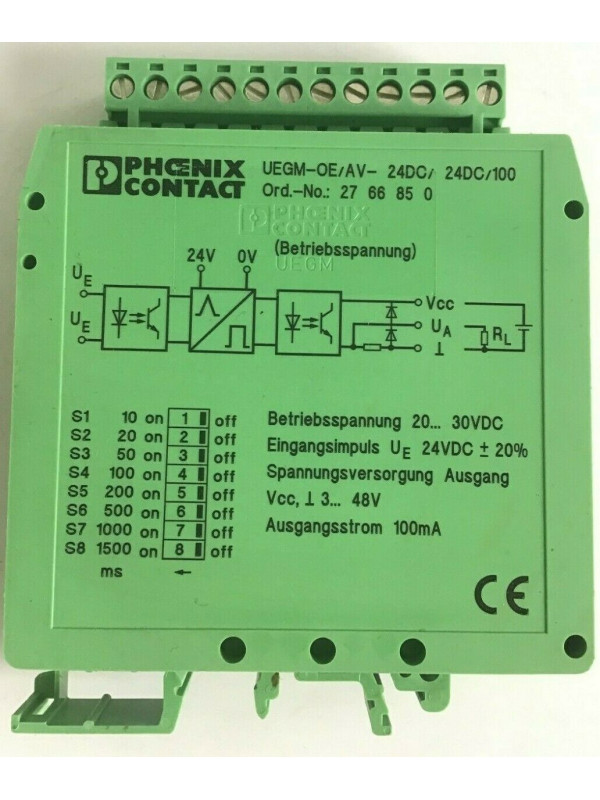 PHOENIX CONTACT
UEGM-OE/AV- 24DC/ 24DC/100
Ord.-No.: 27 66 85 0
PHOENIX CONTACT
UEGM
(Betriebsspannung)
24V 0V
UE
UE
Vcc
UA
⊥
RL
S1 10 on 1 off
S2 20 on 2 off
S3 50 on 3 off
S4 100 on 4 off
S5 200 on 5 off
S6 500 on 6 off
S7 1000 on 7 off
S8 1500 on 8 off
ms ←
Betriebsspannung 20... 30VDC
Eingangsimpuls UE 24VDC ± 20%
Spannungsversorgung Ausgang
Vcc, ⊥ 3... 48V
Ausgangsstrom 100mA
CE